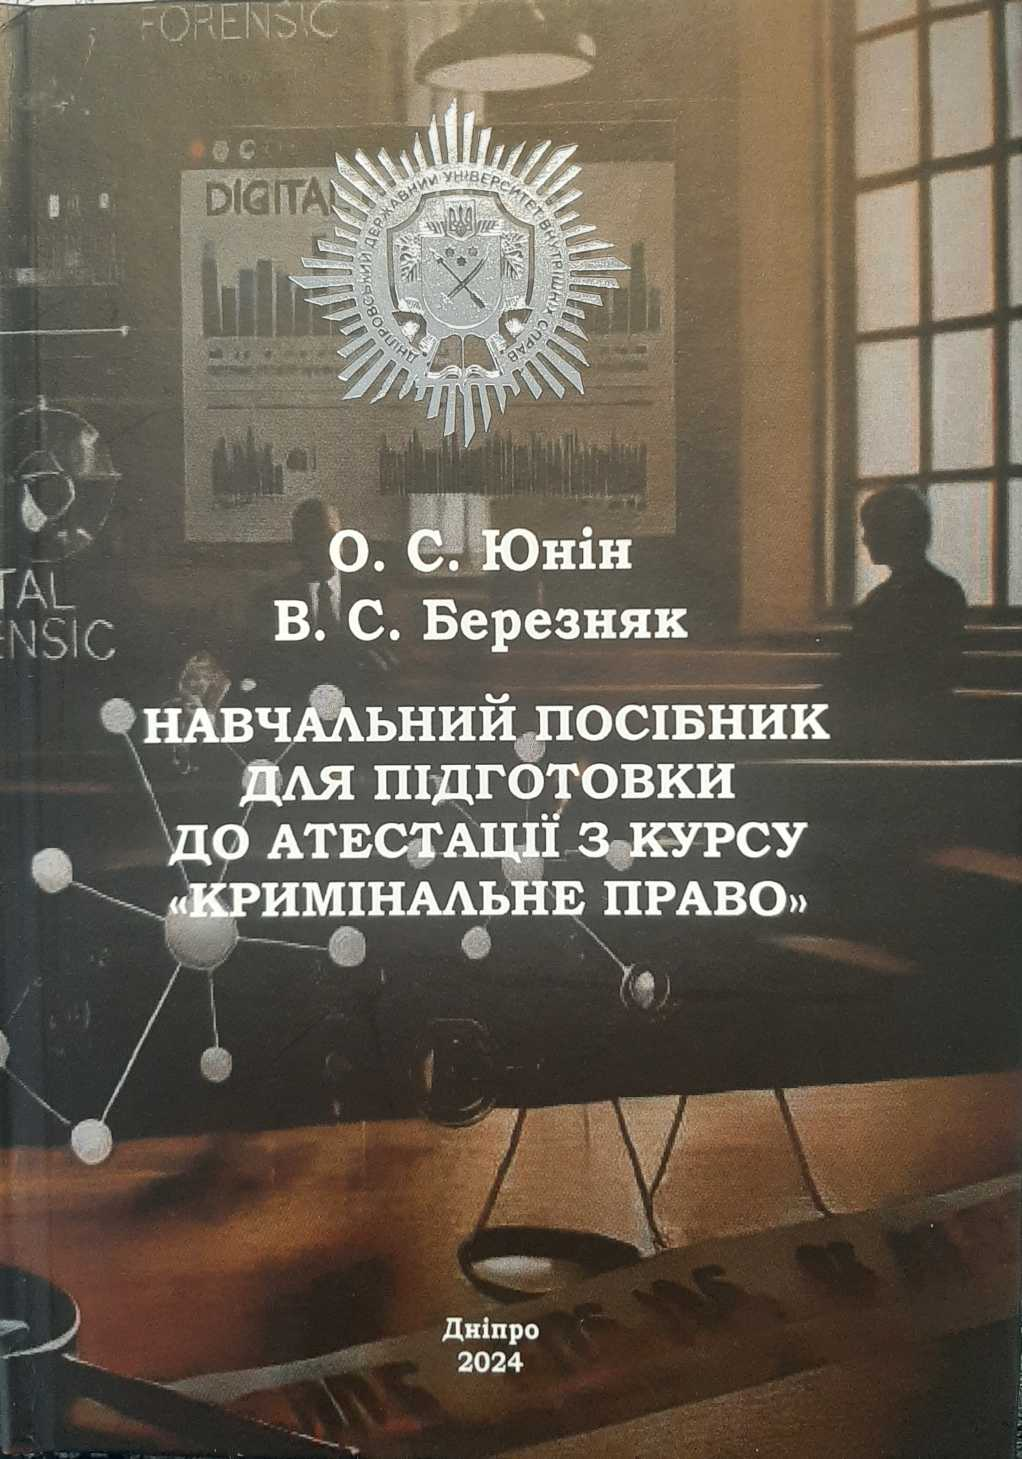 FORENSIC
DIGITAL
ДНІПРОВСЬКИЙ ДЕРЖАВНИЙ УНІВЕРСИТЕТ ВНУТРІШНІХ СПРАВ
О. С. Юнін
В. С. Березняк
TAL
ENSIC
НАВЧАЛЬНИЙ ПОСІБНИК
ДЛЯ ПІДГОТОВКИ
ДО АТЕСТАЦІЇ З КУРСУ
«КРИМІНАЛЬНЕ ПРАВО»
Дніпро
2024